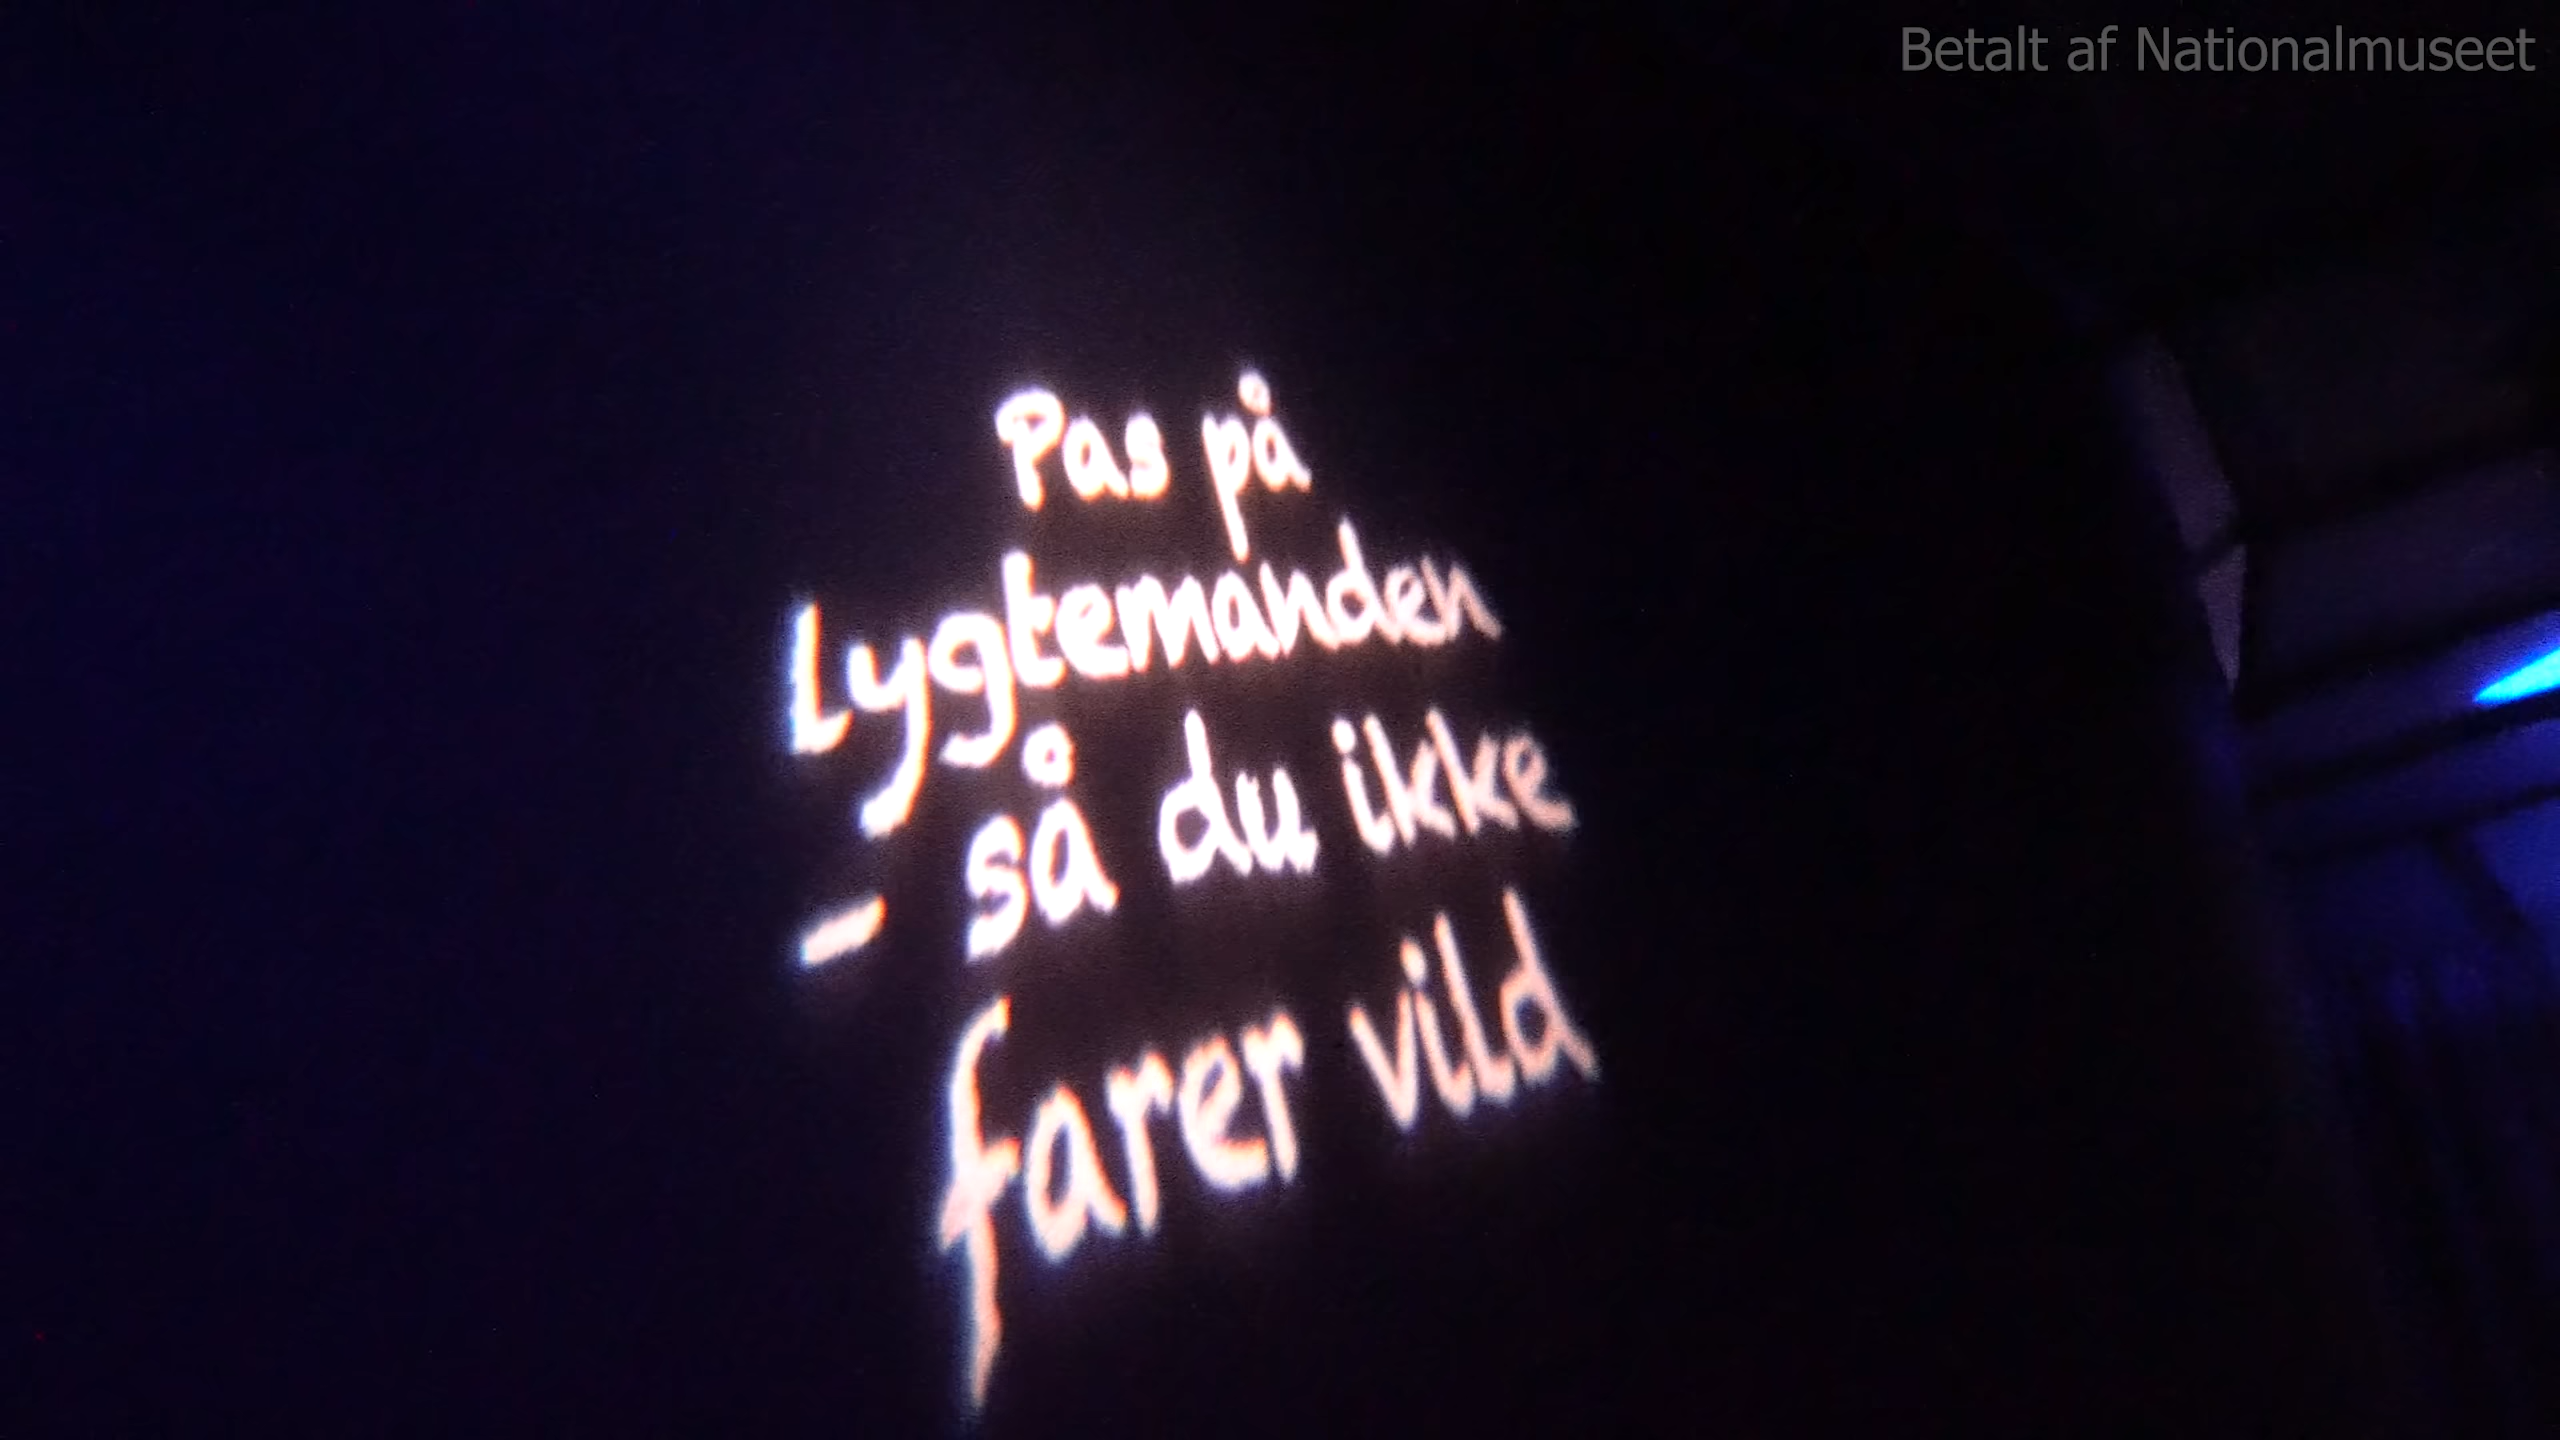 Betalt af Nationalmuseet
Pas på
Lygtemanden
- så du ikke
farer vild